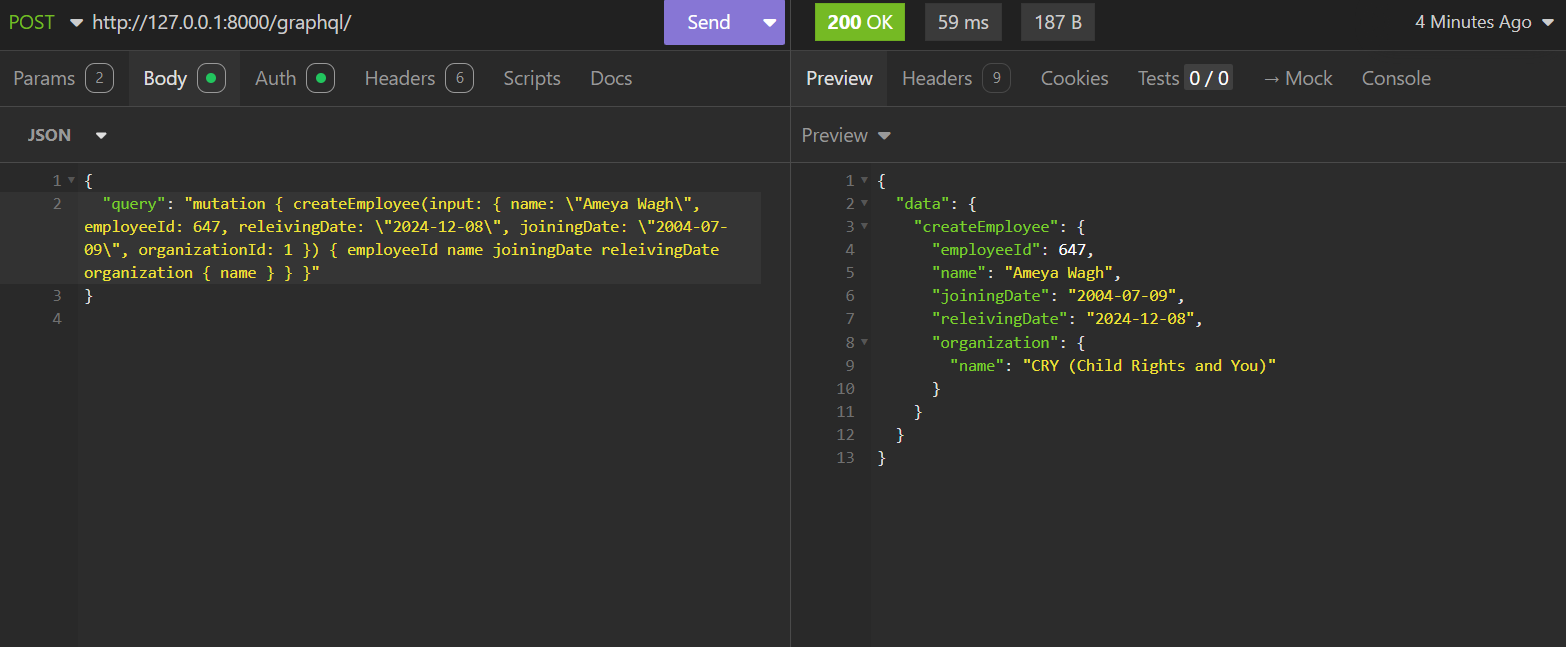 POST http://127.0.0.1:8000/graphql/ Send 200 OK 59 ms 187 B 4 Minutes Ago
Params 2 Body Auth Headers 6 Scripts Docs Preview Headers 9 Cookies Tests 0 / 0 → Mock Console
JSON Preview
1 {
2 "query": "mutation { createEmployee(input: { name: \"Ameya Wagh\",
employeeId: 647, releivingDate: \"2024-12-08\", joiningDate: \"2004-07-
09\", organizationId: 1 }) { employeeId name joiningDate releivingDate
organization { name } } }"
3 }
4
1 {
2 "data": {
3 "createEmployee": {
4 "employeeId": 647,
5 "name": "Ameya Wagh",
6 "joiningDate": "2004-07-09",
7 "releivingDate": "2024-12-08",
8 "organization": {
9 "name": "CRY (Child Rights and You)"
10 }
11 }
12 }
13 }